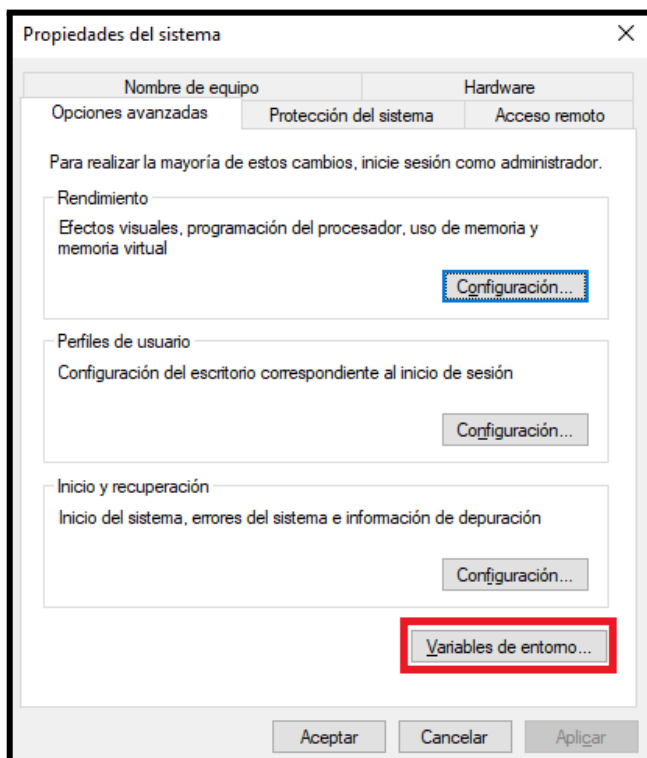 Propiedades del sistema
Nombre de equipo
Hardware
Opciones avanzadas
Protección del sistema
Acceso remoto
Para realizar la mayoría de estos cambios, inicie sesión como administrador.
Rendimiento
Efectos visuales, programación del procesador, uso de memoria y
memoria virtual
Configuración...
Perfiles de usuario
Configuración del escritorio correspondiente al inicio de sesión
Configuración...
Inicio y recuperación
Inicio del sistema, errores del sistema e información de depuración
Configuración...
Variables de entorno...
Aceptar
Cancelar
Aplicar